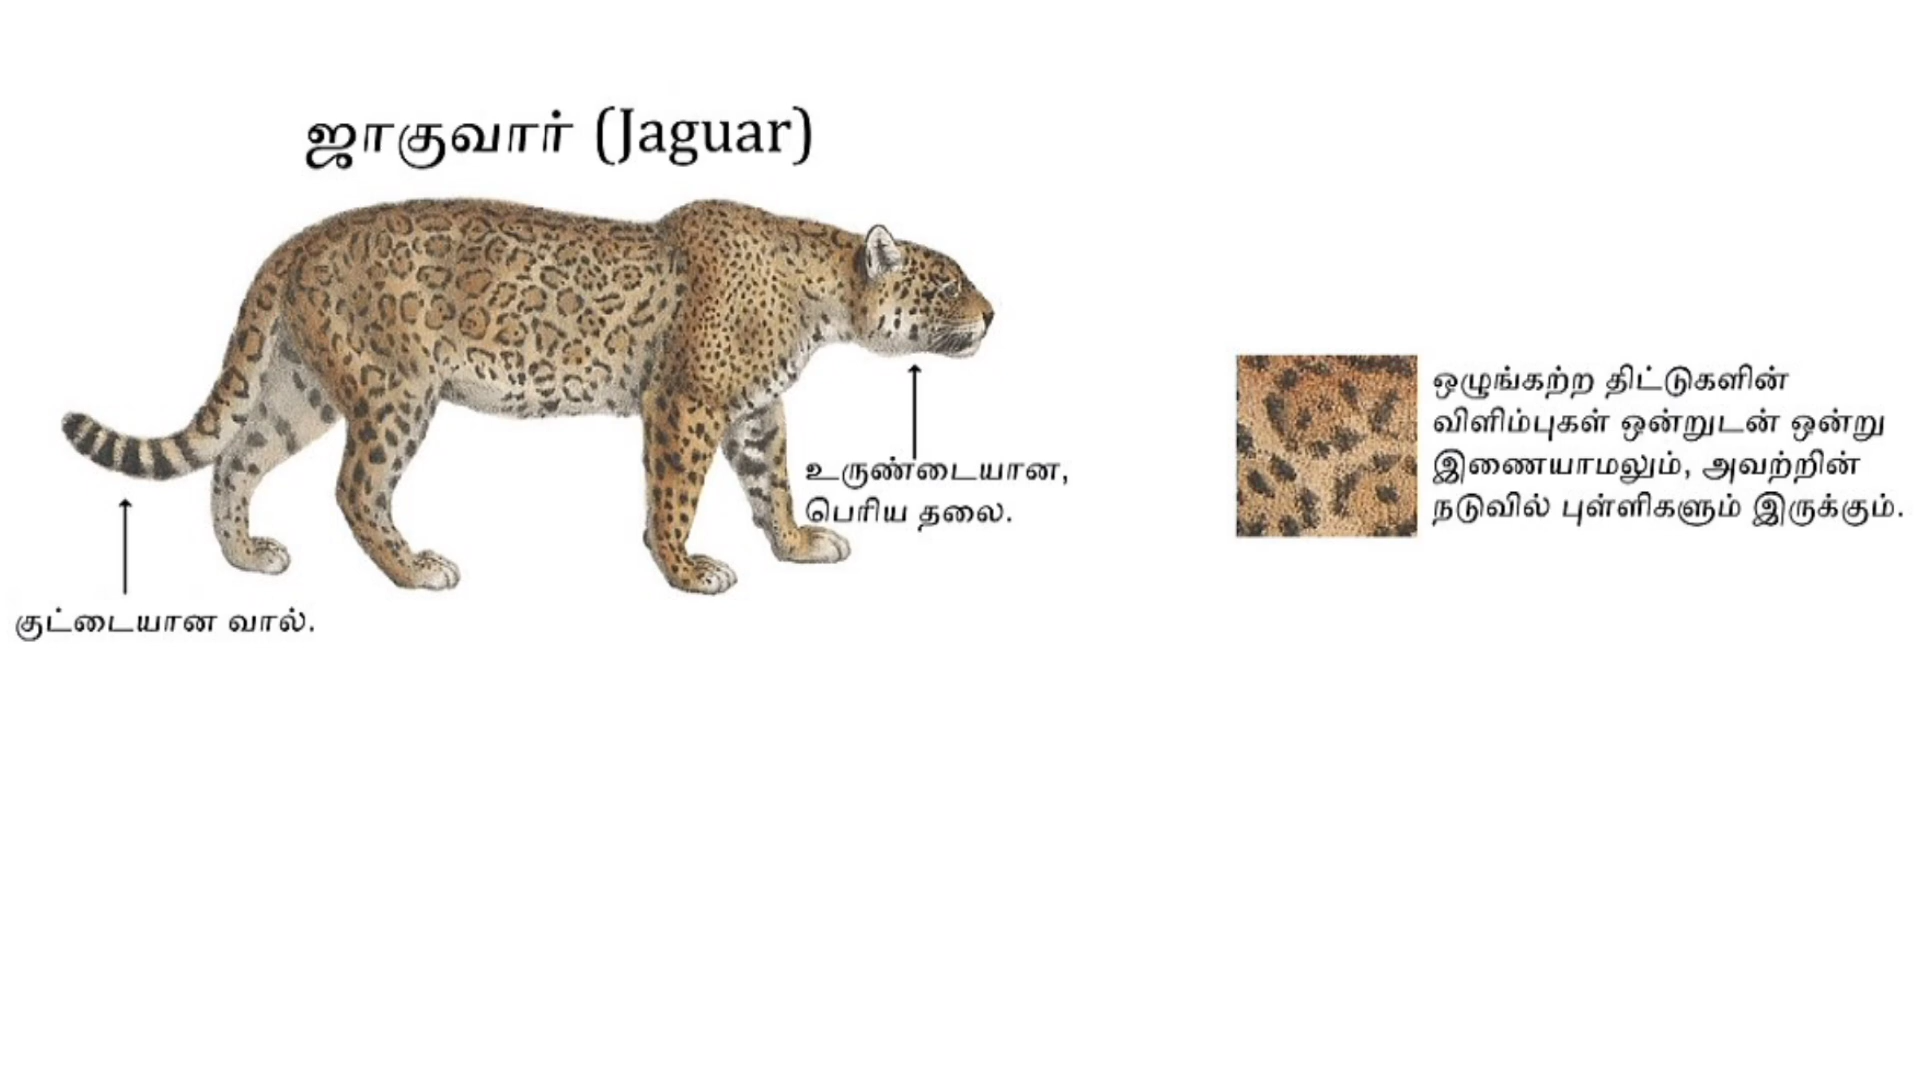 ஜாகுவார் (Jaguar)
உருண்டையான,
பெரிய தலை.
குட்டையான வால்.
ஒழுங்கற்ற திட்டுகளின்
விளிம்புகள் ஒன்றுடன் ஒன்று
இணையாமலும், அவற்றின்
நடுவில் புள்ளிகளும் இருக்கும்.